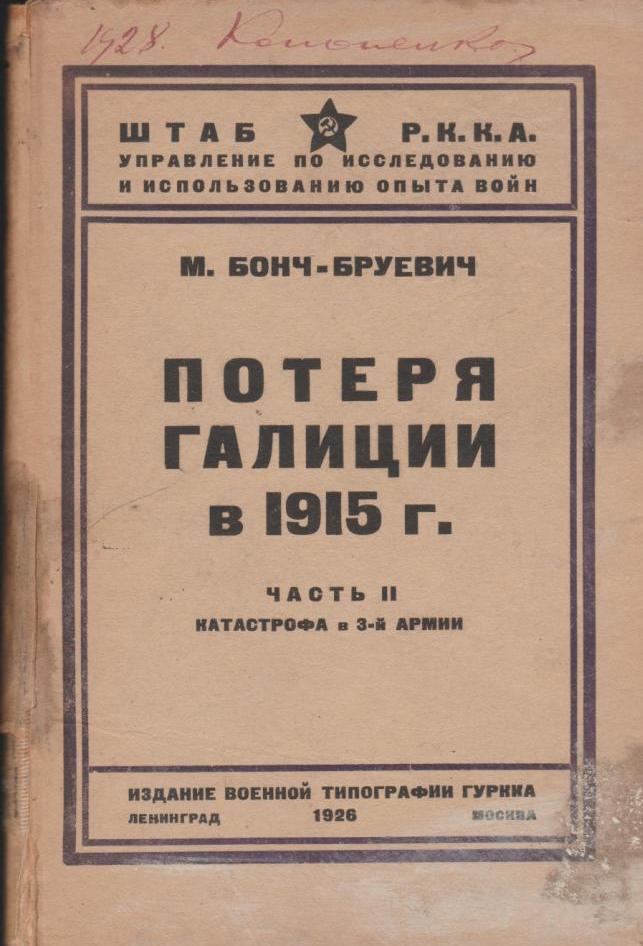 1928. Кононенко
ШТАБ Р.К.К.А.
УПРАВЛЕНИЕ ПО ИССЛЕДОВАНИЮ
И ИСПОЛЬЗОВАНИЮ ОПЫТА ВОЙН
М. БОНЧ-БРУЕВИЧ
ПОТЕРЯ
ГАЛИЦИИ
в 1915 г.
ЧАСТЬ II
КАТАСТРОФА в 3-й АРМИИ
ИЗДАНИЕ ВОЕННОЙ ТИПОГРАФИИ ГУРККА
ЛЕНИНГРАД 1926 МОСКВА